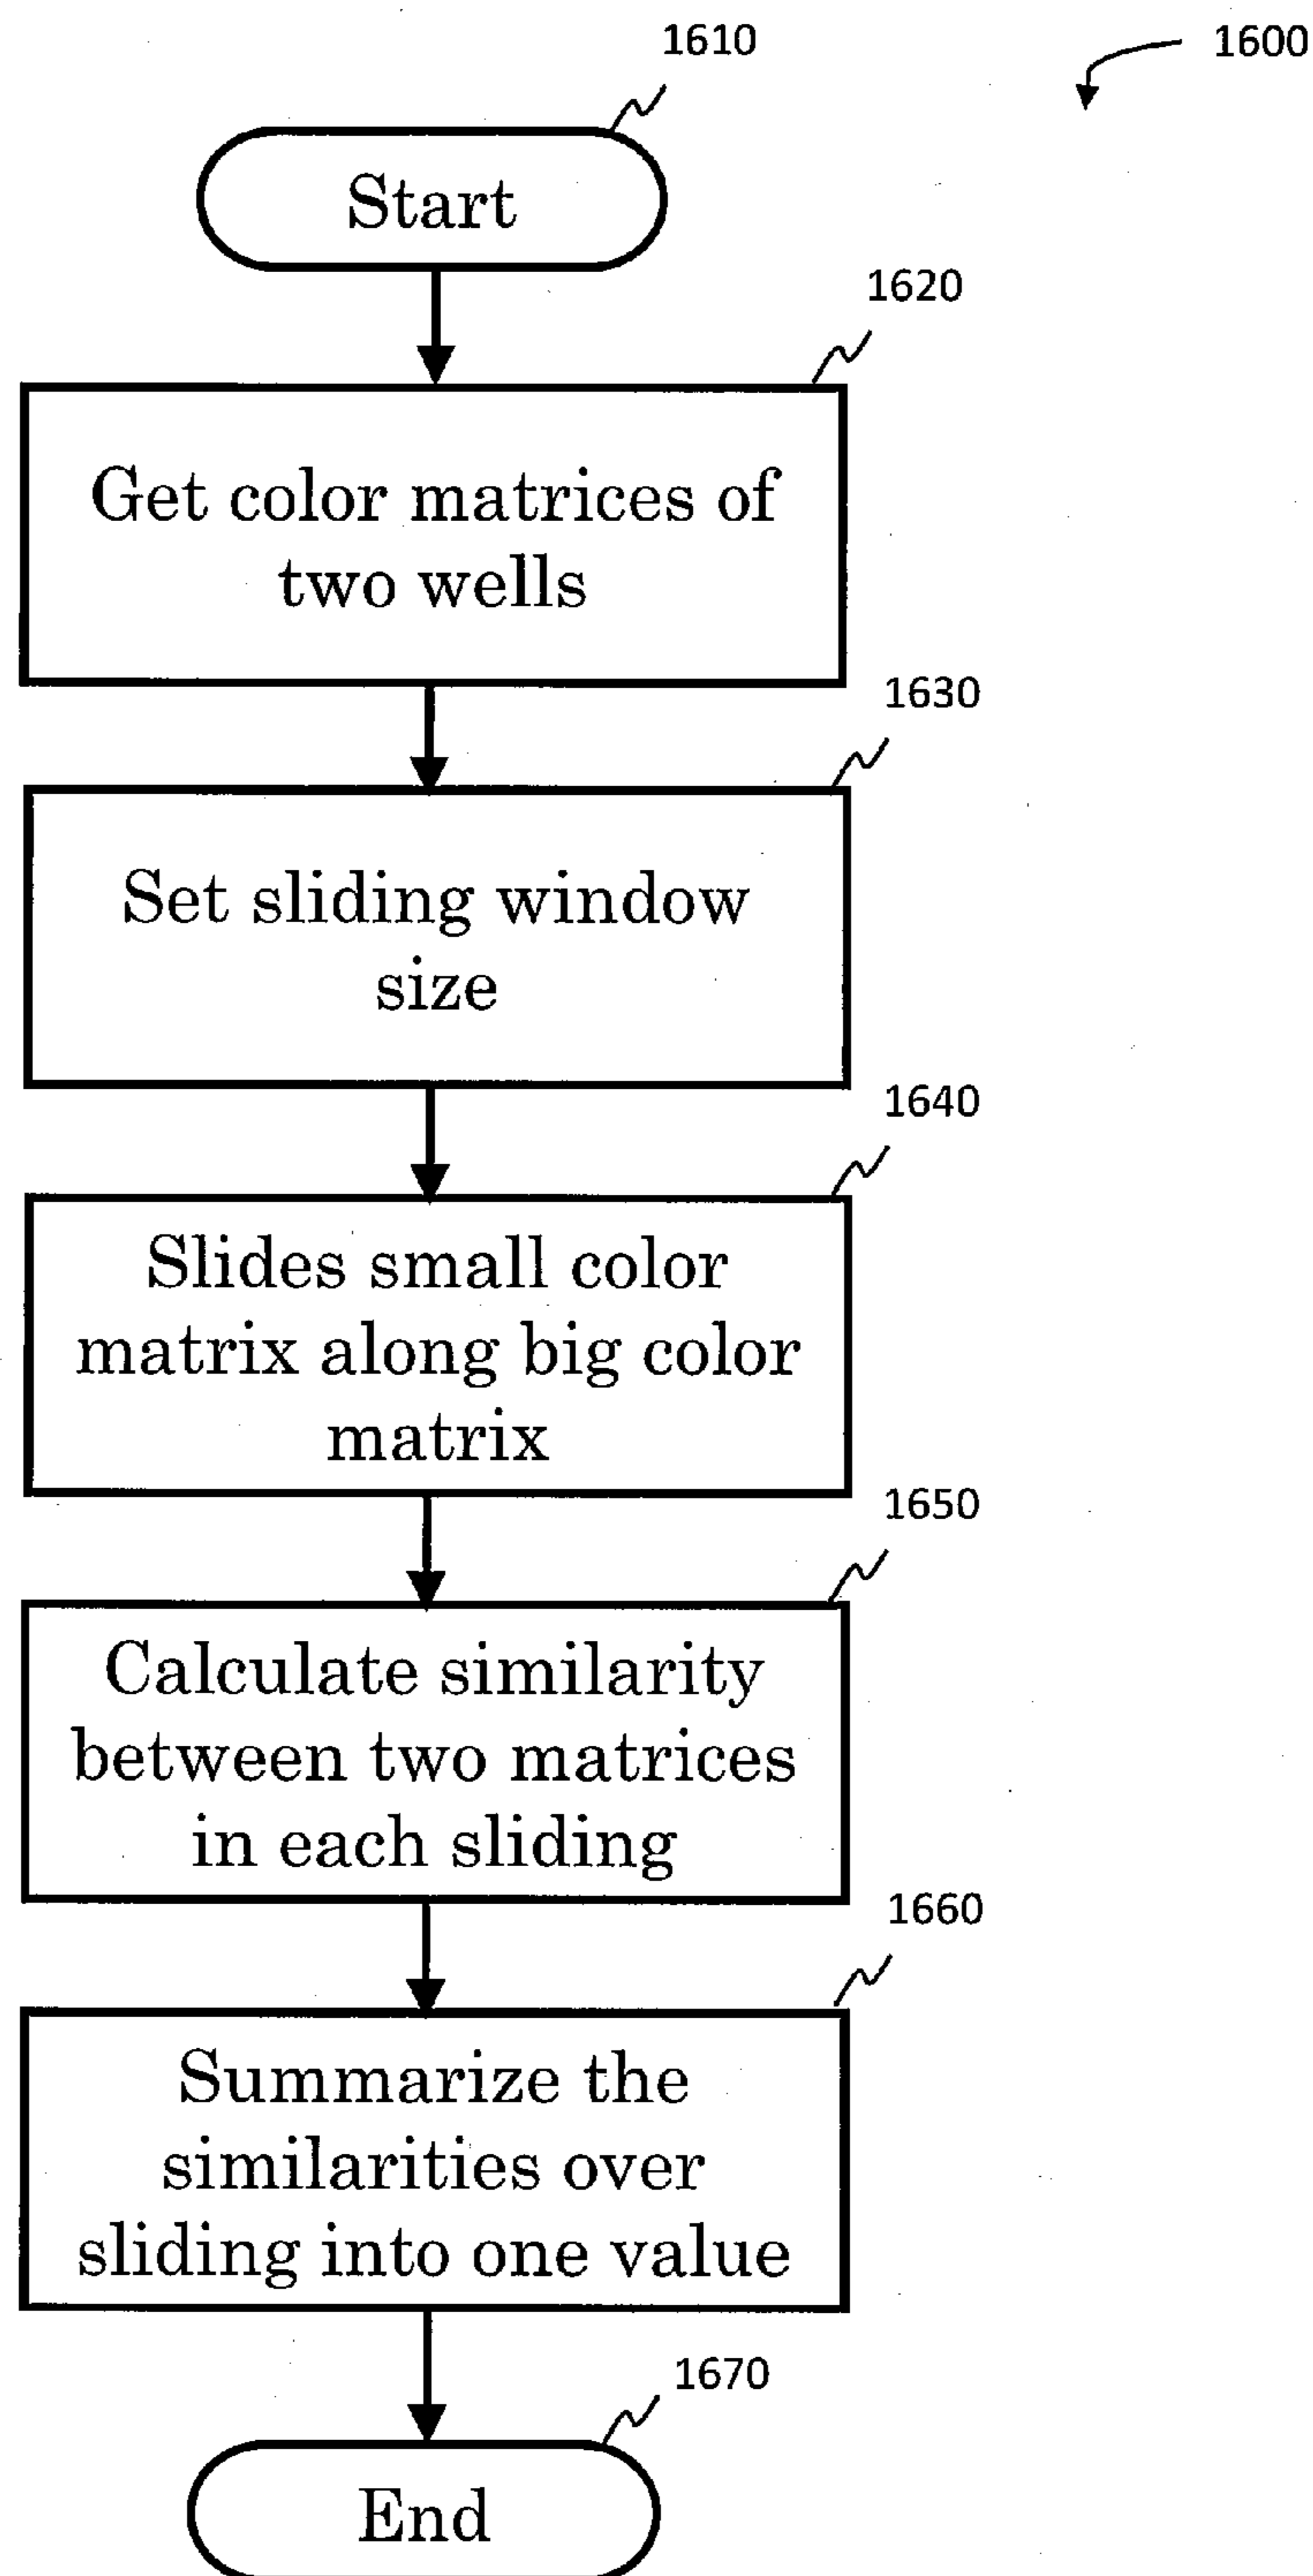 1610
1600
Start
1620
Get color matrices of
two wells
1630
Set sliding window
size
1640
Slides small color
matrix along big color
matrix
1650
Calculate similarity
between two matrices
in each sliding
1660
Summarize the
similarities over
sliding into one value
1670
End